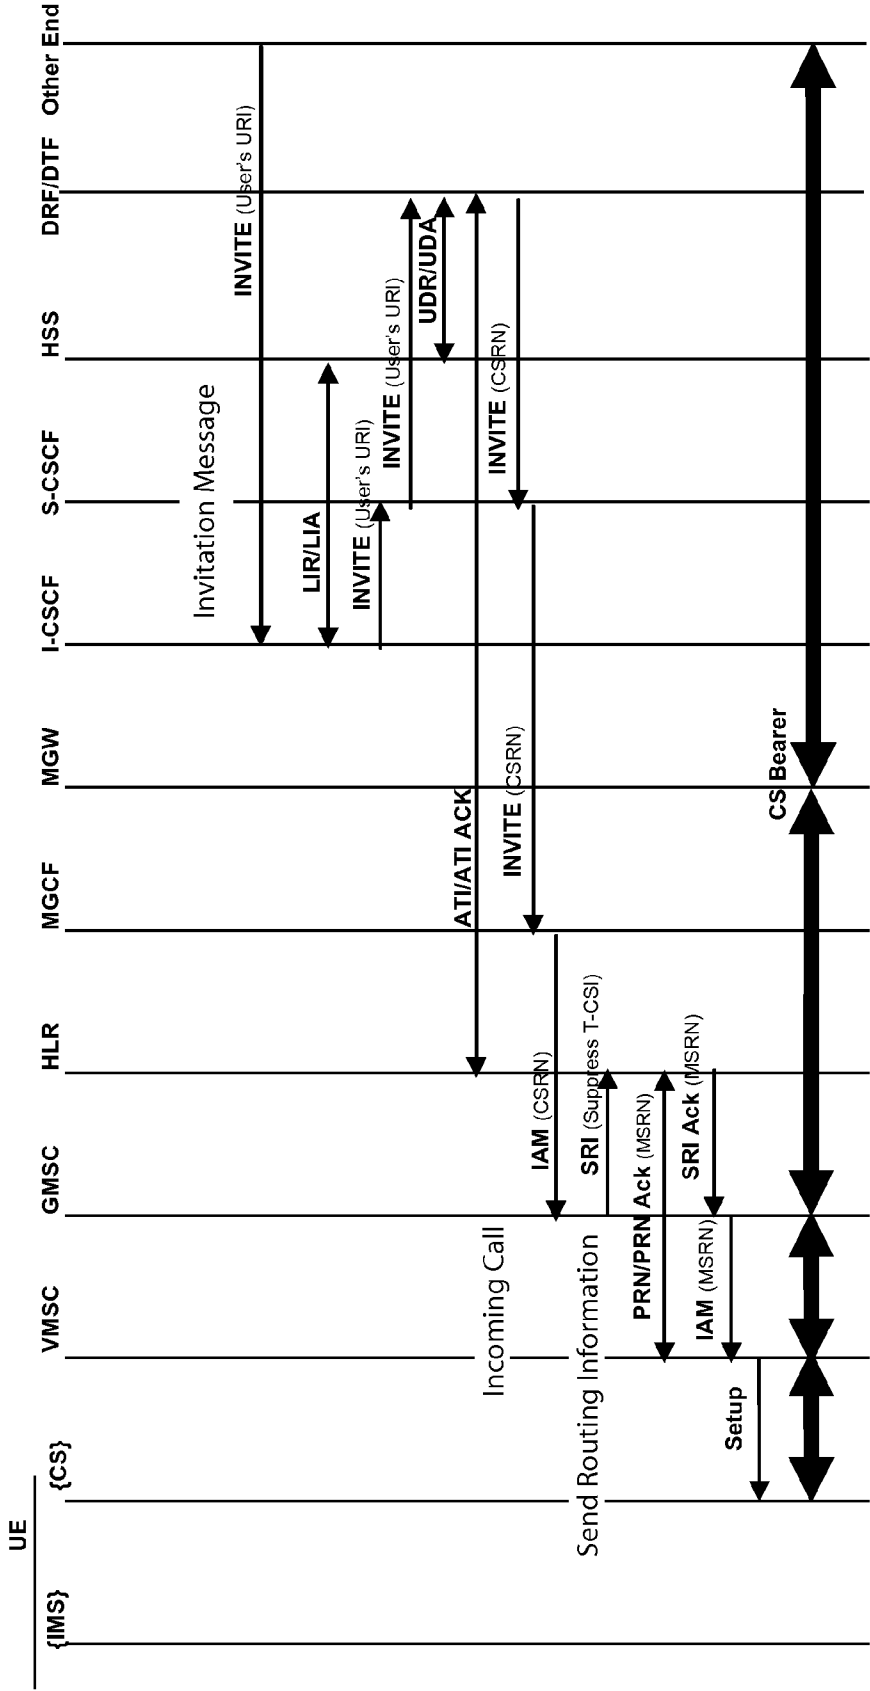 UE
{IMS}
{CS}
VMSC
GMSC
HLR
MGCF
MGW
I-CSCF
S-CSCF
HSS
DRF/DTF
Other End
Invitation Message
INVITE (User's URI)
LIR/LIA
INVITE (User's URI)
INVITE (User's URI)
UDR/UDA
ATI/ATI ACK
INVITE (CSRN)
INVITE (CSRN)
Incoming Call
IAM (CSRN)
Send Routing Information
SRI (Suppress T-CSI)
PRN/PRN Ack (MSRN)
SRI Ack (MSRN)
IAM (MSRN)
Setup
CS Bearer